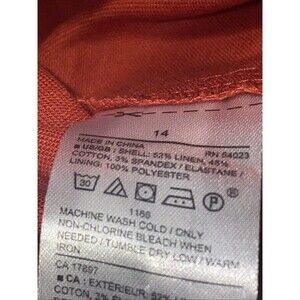 14
MADE IN CHINA
■ US/GB : SHELL: 52% LINEN, 45%
RN 54023
COTTON, 3% SPANDEX / ELASTANE /
LINING: 100% POLYESTER
30
P
1166
MACHINE WASH COLD / ONLY
NON-CHLORINE BLEACH WHEN
NEEDED / TUMBLE DRY LOW / WARM
IRON
CA 17897
■ CA : EXTERIEUR:
COTON, 3%